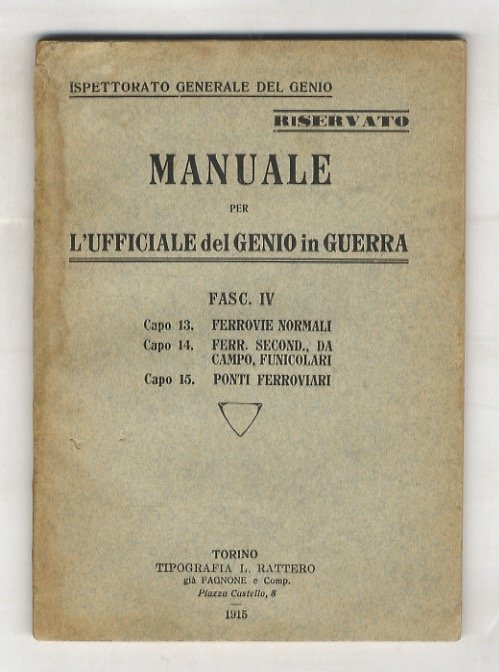 ISPETTORATO GENERALE DEL GENIO
RISERVATO
MANUALE
PER
L'UFFICIALE del GENIO in GUERRA
FASC. IV
Capo 13. FERROVIE NORMALI
Capo 14. FERR. SECOND., DA
CAMPO, FUNICOLARI
Capo 15. PONTI FERROVIARI
TORINO
TIPOGRAFIA L. RATTERO
già FAGNONE e Comp.
Piazza Castello, 8
1915